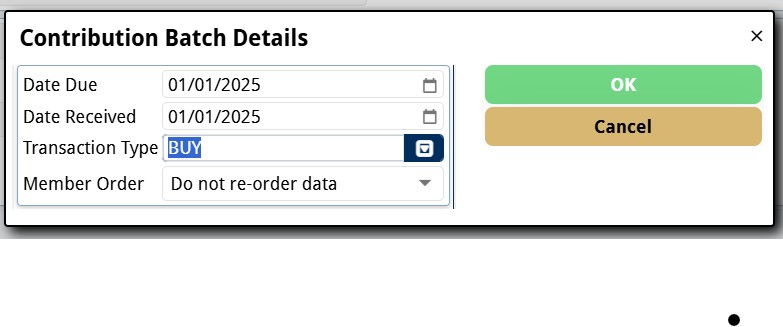 Contribution Batch Details
Date Due 01/01/2025
Date Received 01/01/2025
Transaction Type BUY
Member Order Do not re-order data
OK
Cancel